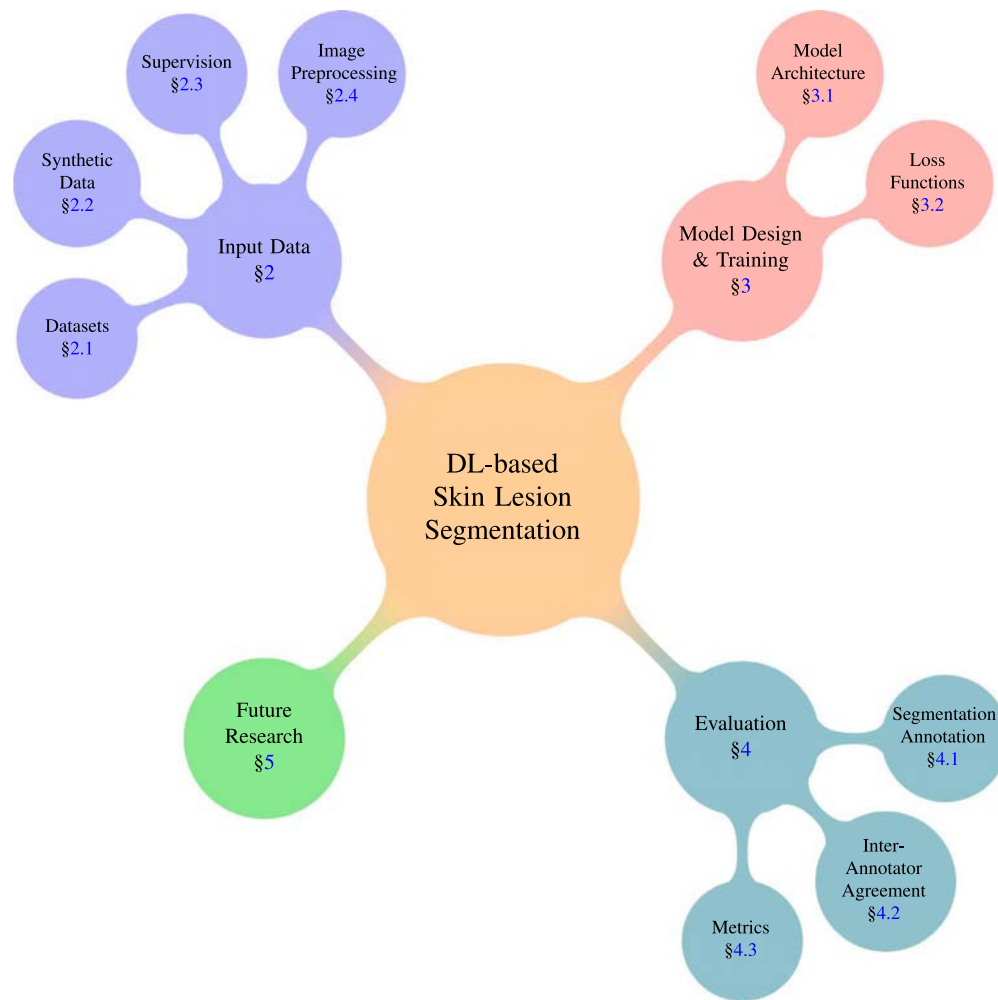 Supervision
§2.3
Image
Preprocessing
§2.4
Synthetic
Data
§2.2
Input Data
§2
Datasets
§2.1
Model
Architecture
§3.1
Loss
Functions
§3.2
Model Design
& Training
§3
DL-based
Skin Lesion
Segmentation
Future
Research
§5
Evaluation
§4
Segmentation
Annotation
§4.1
Inter-
Annotator
Agreement
§4.2
Metrics
§4.3